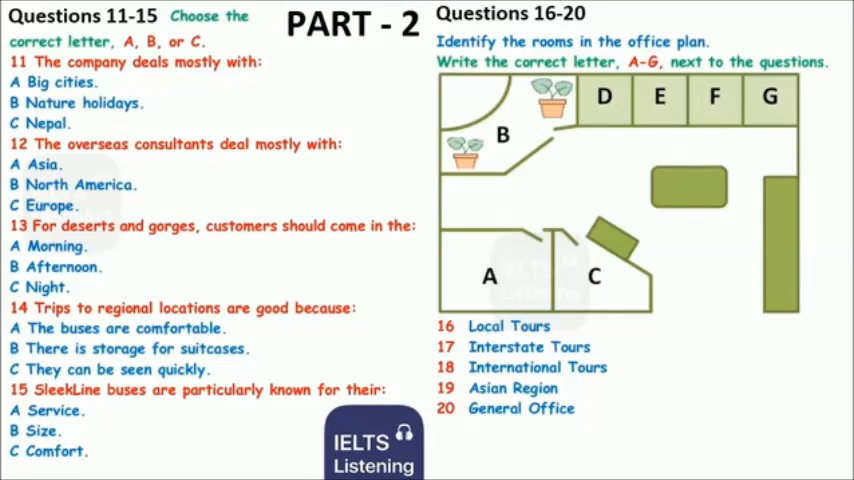 Questions 11-15 Choose the
correct letter, A, B, or C.
11 The company deals mostly with:
A Big cities.
B Nature holidays.
C Nepal.
12 The overseas consultants deal mostly with:
A Asia.
B North America.
C Europe.
13 For deserts and gorges, customers should come in the:
A Morning.
B Afternoon.
C Night.
14 Trips to regional locations are good because:
A The buses are comfortable.
B There is storage for suitcases.
C They can be seen quickly.
15 SleekLine buses are particularly known for their:
A Service.
B Size.
C Comfort.
PART - 2
Questions 16-20
Identify the rooms in the office plan.
Write the correct letter, A-G, next to the questions.
D E F G
B
A C
16 Local Tours
17 Interstate Tours
18 International Tours
19 Asian Region
20 General Office
IELTS
Listening